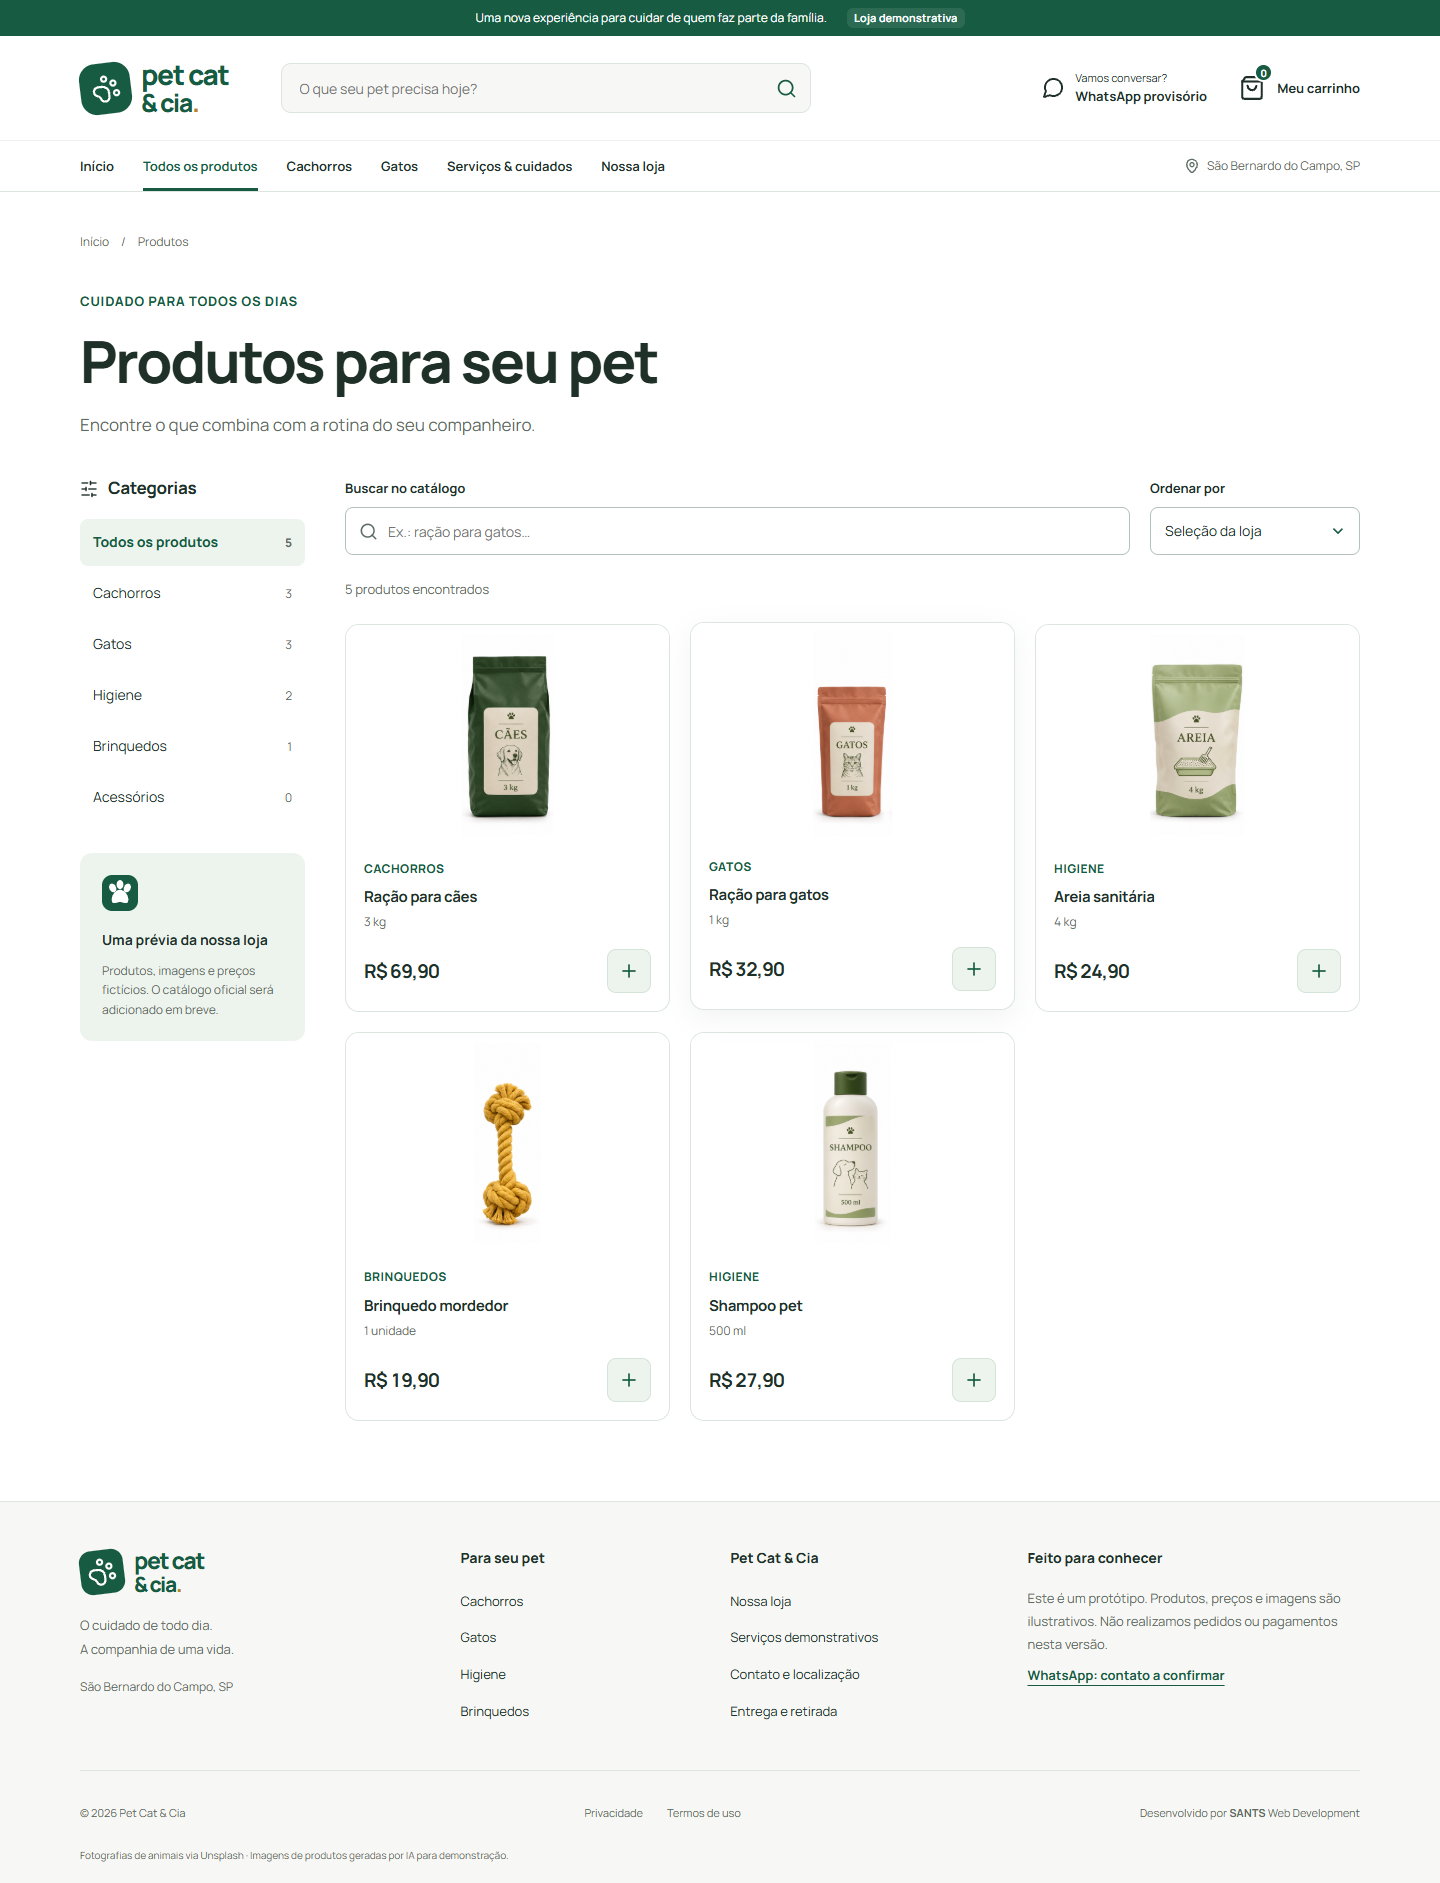 Uma nova experiência para cuidar de quem faz parte da família. Loja demonstrativa
pet cat
& cia.
O que seu pet precisa hoje?
Vamos conversar?
WhatsApp provisório
0
Meu carrinho
Início Todos os produtos Cachorros Gatos Serviços & cuidados Nossa loja São Bernardo do Campo, SP
Início / Produtos
CUIDADO PARA TODOS OS DIAS
Produtos para seu pet
Encontre o que combina com a rotina do seu companheiro.
Categorias
Todos os produtos 5
Cachorros 3
Gatos 3
Higiene 2
Brinquedos 1
Acessórios 0
Uma prévia da nossa loja
Produtos, imagens e preços
fictícios. O catálogo oficial será
adicionado em breve.
Buscar no catálogo
Ex.: ração para gatos...
Ordenar por
Seleção da loja
5 produtos encontrados
CÃES
3 kg
CACHORROS
Ração para cães
3 kg
R$ 69,90
GATOS
1 kg
GATOS
Ração para gatos
1 kg
R$ 32,90
AREIA
4 kg
HIGIENE
Areia sanitária
4 kg
R$ 24,90
BRINQUEDOS
Brinquedo mordedor
1 unidade
R$ 19,90
SHAMPOO
500 ml
HIGIENE
Shampoo pet
500 ml
R$ 27,90
pet cat
& cia.
O cuidado de todo dia.
A companhia de uma vida.
São Bernardo do Campo, SP
Para seu pet
Cachorros
Gatos
Higiene
Brinquedos
Pet Cat & Cia
Nossa loja
Serviços demonstrativos
Contato e localização
Entrega e retirada
Feito para conhecer
Este é um protótipo. Produtos, preços e imagens são
ilustrativos. Não realizamos pedidos ou pagamentos
nesta versão.
WhatsApp: contato a confirmar
© 2026 Pet Cat & Cia Privacidade Termos de uso Desenvolvido por SANTS Web Development
Fotografias de animais via Unsplash · Imagens de produtos geradas por IA para demonstração.